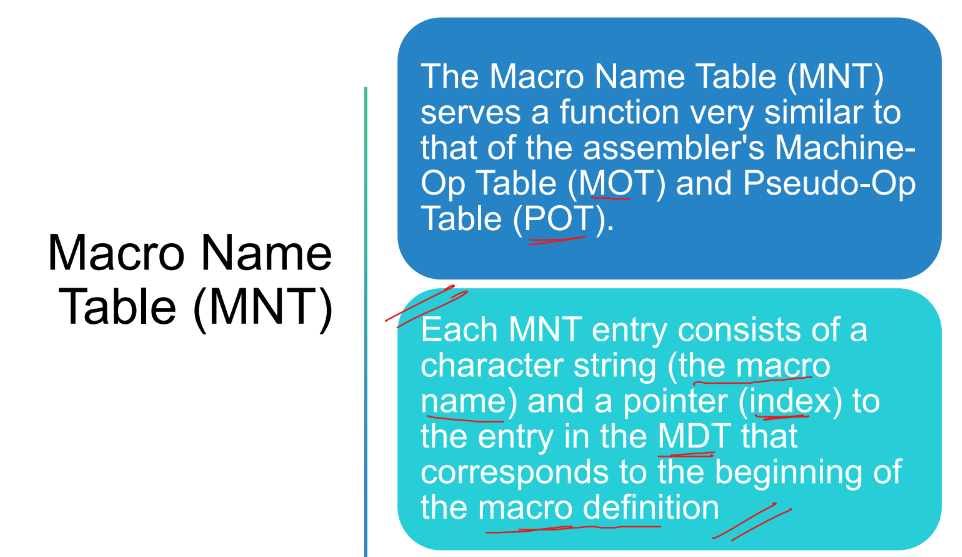 Macro Name
Table (MNT)
The Macro Name Table (MNT)
serves a function very similar to
that of the assembler's Machine-
Op Table (MOT) and Pseudo-Op
Table (POT).
Each MNT entry consists of a
character string (the macro
name) and a pointer (index) to
the entry in the MDT that
corresponds to the beginning of
the macro definition